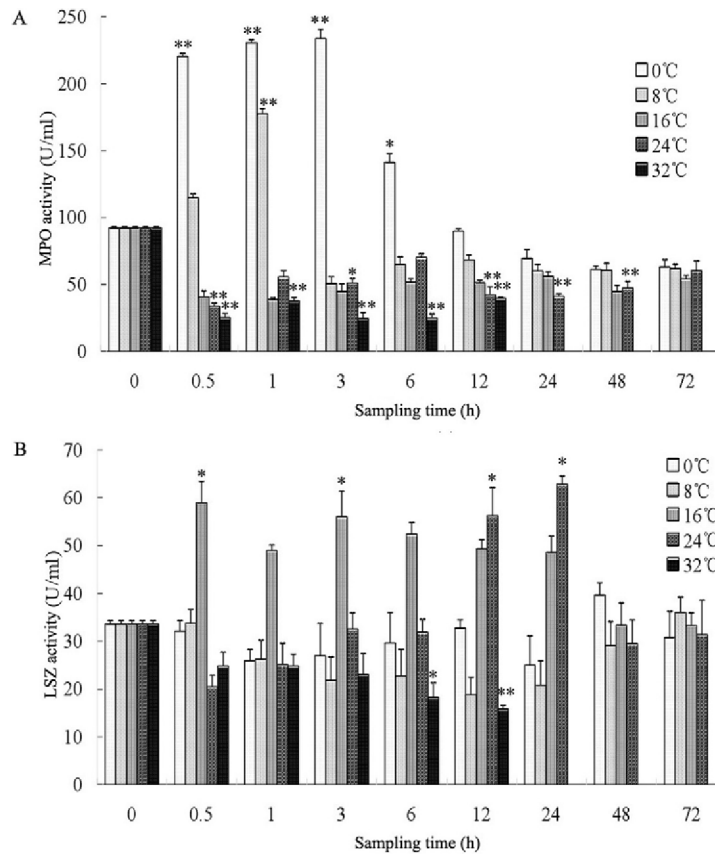 A
MPO activity (U/ml)
250
200
150
100
50
0
** ** **
**
*
** ** ** * ** ** ** ** ** **
0℃
8℃
16℃
24℃
32℃
0 0.5 1 3 6 12 24 48 72
Sampling time (h)
B
LSZ activity (U/ml)
70
60
50
40
30
20
10
0
* * * *
* **
0℃
8℃
16℃
24℃
32℃
0 0.5 1 3 6 12 24 48 72
Sampling time (h)